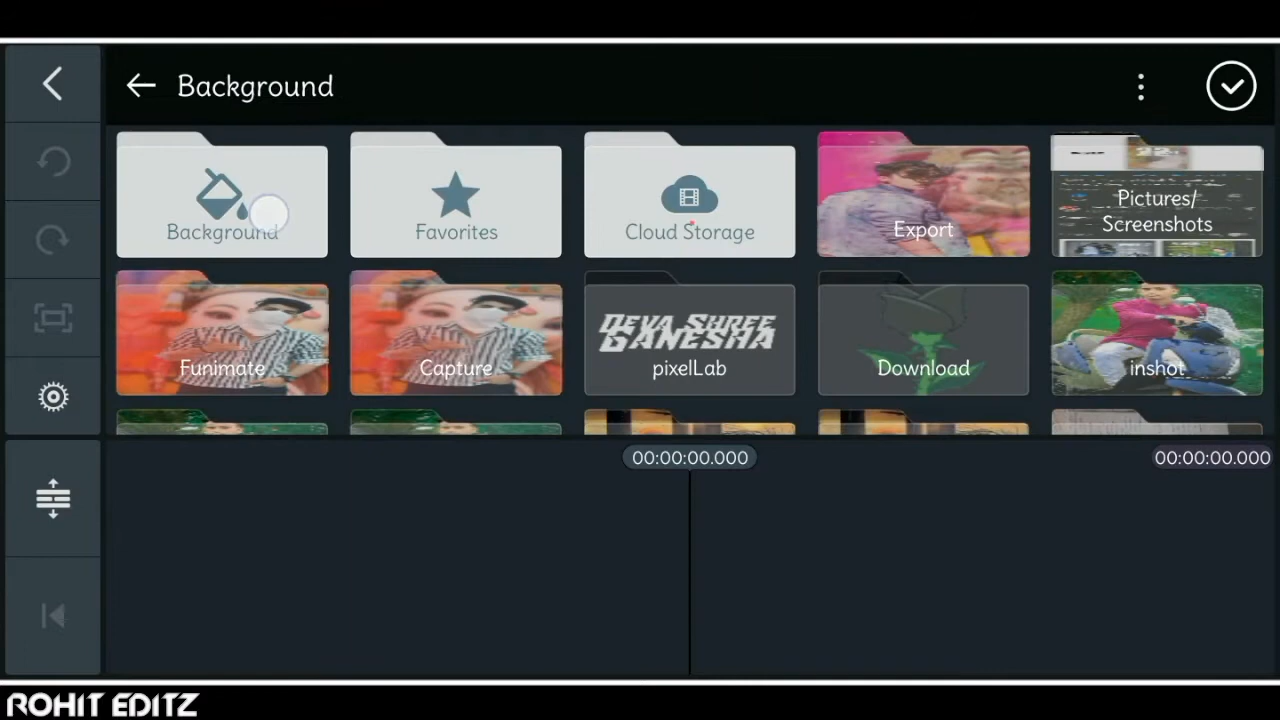 Background
Background
Favorites
Cloud Storage
Export
Pictures/
Screenshots
Funimate
Capture
DEVA SHREE
GANESHA
pixelLab
Download
inshot
00:00:00.000
00:00:00.000
ROHIT EDITZ